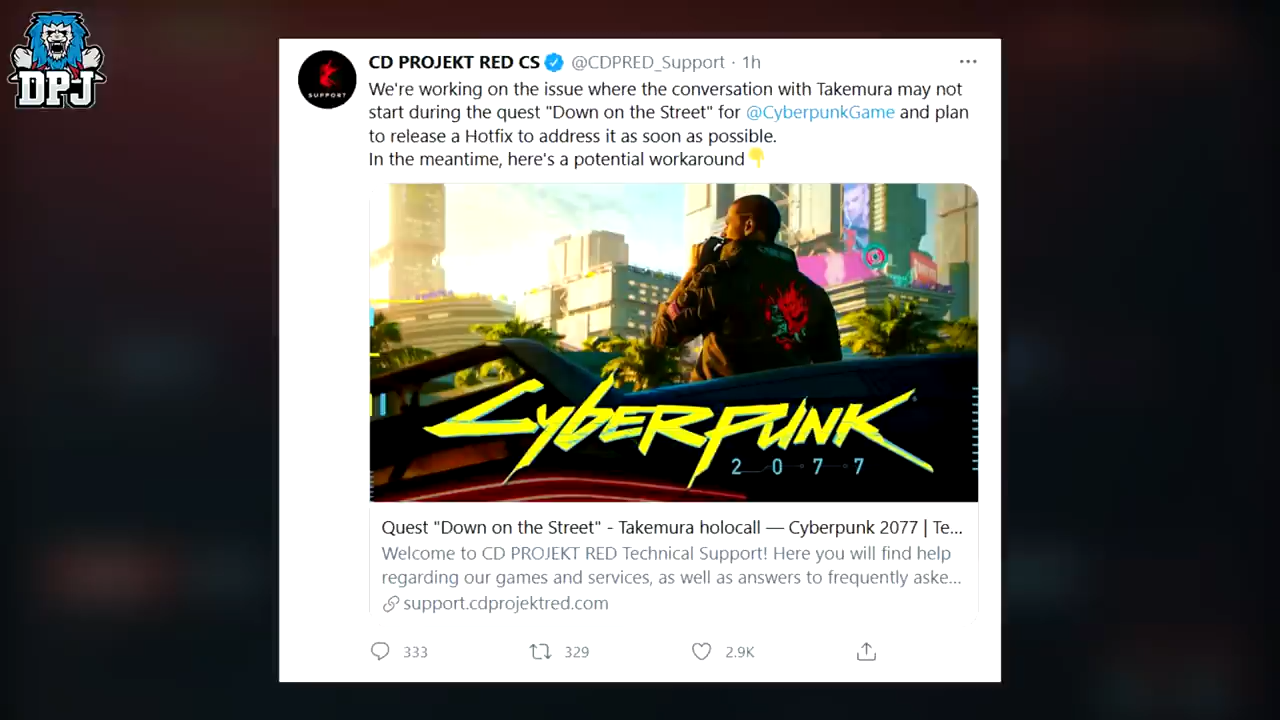 DPJ
SUPORT?
CD PROJEKT RED CS @CDPRED_Support · 1h
We're working on the issue where the conversation with Takemura may not
start during the quest "Down on the Street" for @CyberpunkGame and plan
to release a Hotfix to address it as soon as possible.
In the meantime, here's a potential workaround👇
CYBERPUNK
2077
Quest "Down on the Street" - Takemura holocall — Cyberpunk 2077 | Te...
Welcome to CD PROJEKT RED Technical Support! Here you will find help
regarding our games and services, as well as answers to frequently aske...
support.cdprojektred.com
333 329 2.9K